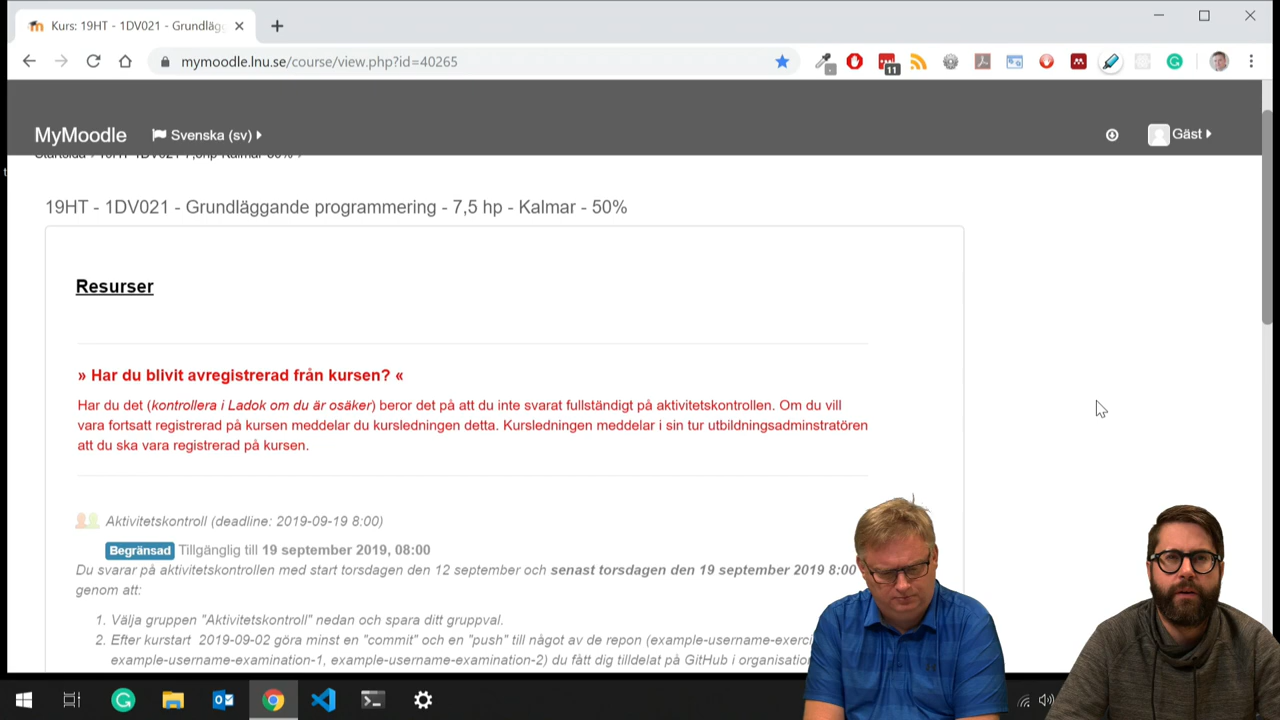 Kurs: 19HT - 1DV021 - Grundläg
mymoodle.lnu.se/course/view.php?id=40265
11
MyMoodle
Svenska (sv)
Gäst
19HT - 1DV021 - Grundläggande programmering - 7,5 hp - Kalmar - 50%
Resurser
» Har du blivit avregistrerad från kursen? «
Har du det (kontrollera i Ladok om du är osäker) beror det på att du inte svarat fullständigt på aktivitetskontrollen. Om du vill
vara fortsatt registrerad på kursen meddelar du kursledningen detta. Kursledningen meddelar i sin tur utbildningsadminstratören
att du ska vara registrerad på kursen.
Aktivitetskontroll (deadline: 2019-09-19 8:00)
Begränsad Tillgänglig till 19 september 2019, 08:00
Du svarar på aktivitetskontrollen med start torsdagen den 12 september och senast torsdagen den 19 september 2019 8:00
genom att:
1. Välja gruppen "Aktivitetskontroll" nedan och spara ditt gruppval.
2. Efter kurstart 2019-09-02 göra minst en "commit" och en "push" till något av de repon (example-username-exerci
example-username-examination-1, example-username-examination-2) du fått dig tilldelat på GitHub i organisatio